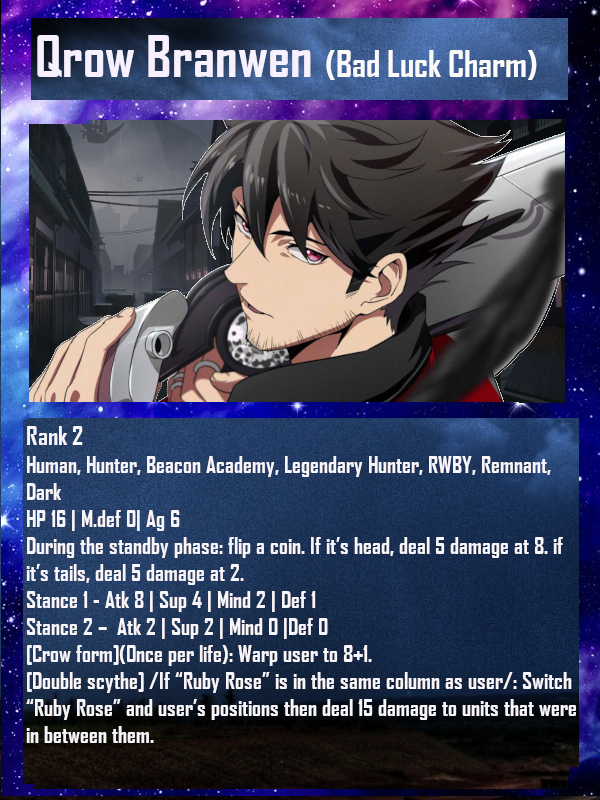 Qrow Branwen (Bad Luck Charm)
Rank 2
Human, Hunter, Beacon Academy, Legendary Hunter, RWBY, Remnant,
Dark
HP 16 | M.def 0| Ag 6
During the standby phase: flip a coin. If it's head, deal 5 damage at 8. if
it's tails, deal 5 damage at 2.
Stance 1 - Atk 8 | Sup 4 | Mind 2 | Def 1
Stance 2 – Atk 2 | Sup 2 | Mind 0 |Def 0
[Crow form](Once per life): Warp user to 8+1.
[Double scythe] /If “Ruby Rose” is in the same column as user/: Switch
“Ruby Rose” and user's positions then deal 15 damage to units that were
in between them.